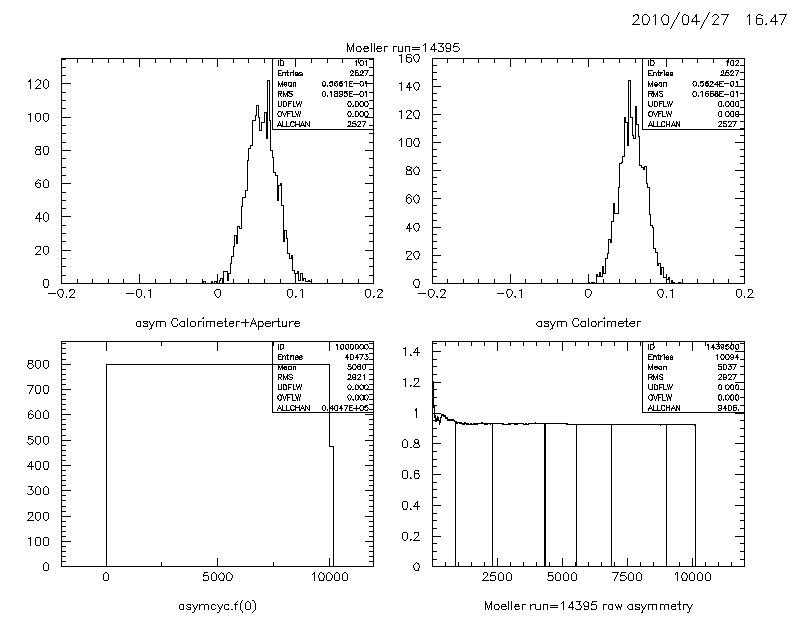 2010/04/27 16.47
Moeller run=14395
ID 101
Entries 2527
Mean 0.5661E-01
RMS 0.1895E-01
UDFLW 0.000
OVFLW 0.000
ALLCHAN 2527.
120
100
80
60
40
20
0
-0.2 -0.1 0 0.1 0.2
asym Calorimeter+Aperture
ID 102
Entries 2527
Mean 0.5624E-01
RMS 0.1668E-01
UDFLW 0.000
OVFLW 0.000
ALLCHAN 2527.
160
140
120
100
80
60
40
20
0
-0.2 -0.1 0 0.1 0.2
asym Calorimeter
ID 1000000
Entries 40473
Mean 5060.
RMS 2921.
UDFLW 0.000
OVFLW 0.000
ALLCHAN 0.4047E+05
800
700
600
500
400
300
200
100
0
0 5000 10000
asymcyc.f(0)
ID 1439500
Entries 10094
Mean 5037.
RMS 2927.
UDFLW 0.000
OVFLW 0.000
ALLCHAN 9406.
1.4
1.2
1
0.8
0.6
0.4
0.2
0
2500 5000 7500 10000
Moeller run=14395 raw asymmetry